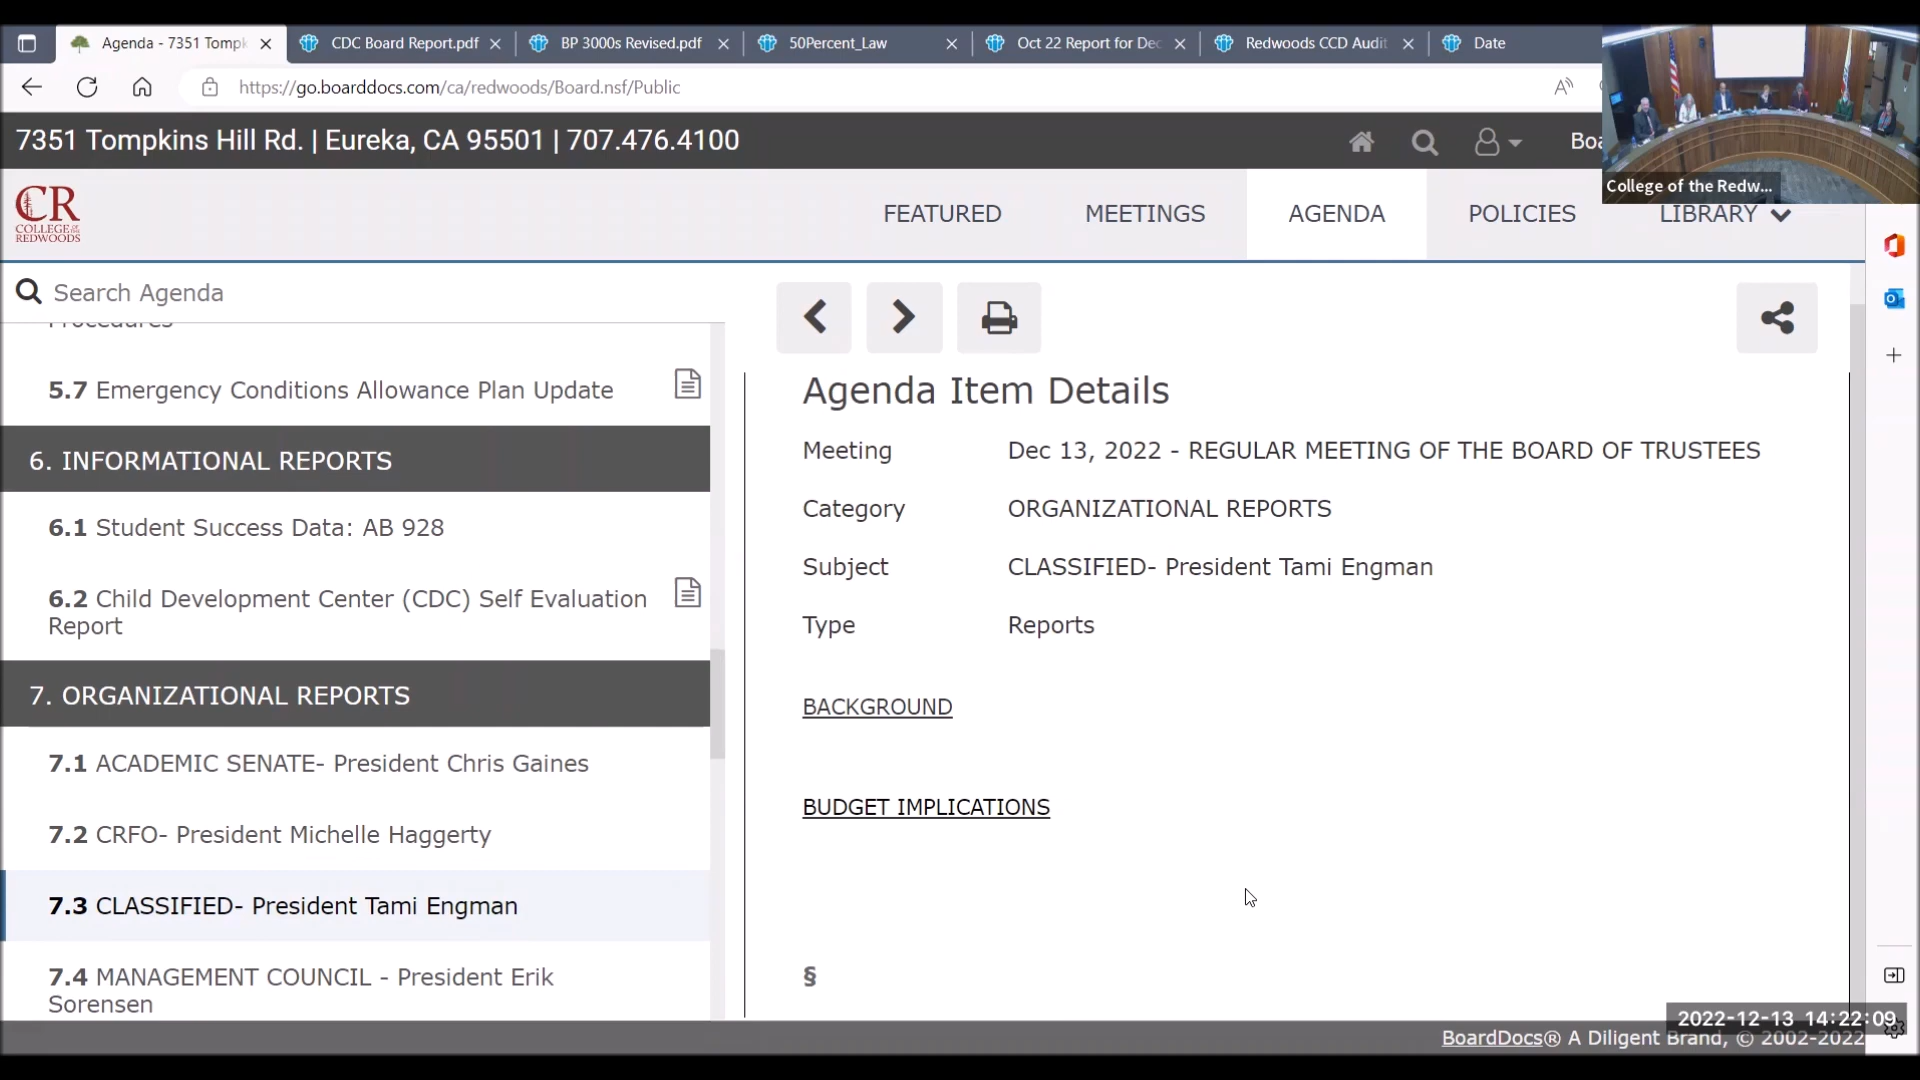 Agenda - 7351 Tompk
CDC Board Report.pdf
BP 3000s Revised.pdf
50Percent_Law
Oct 22 Report for Dec
Redwoods CCD Audit
Date
https://go.boarddocs.com/ca/redwoods/Board.nsf/Public
7351 Tompkins Hill Rd. | Eureka, CA 95501 | 707.476.4100
College of the Redw...
CR
COLLEGE OF THE
REDWOODS
FEATURED
MEETINGS
AGENDA
POLICIES
LIBRARY
Search Agenda
Procedures
5.7 Emergency Conditions Allowance Plan Update
6. INFORMATIONAL REPORTS
6.1 Student Success Data: AB 928
6.2 Child Development Center (CDC) Self Evaluation
Report
7. ORGANIZATIONAL REPORTS
7.1 ACADEMIC SENATE- President Chris Gaines
7.2 CRFO- President Michelle Haggerty
7.3 CLASSIFIED- President Tami Engman
7.4 MANAGEMENT COUNCIL - President Erik
Sorensen
Agenda Item Details
Meeting Dec 13, 2022 - REGULAR MEETING OF THE BOARD OF TRUSTEES
Category ORGANIZATIONAL REPORTS
Subject CLASSIFIED- President Tami Engman
Type Reports
BACKGROUND
BUDGET IMPLICATIONS
§
2022-12-13 14:22:09
BoardDocs® A Diligent Brand, © 2002-2022